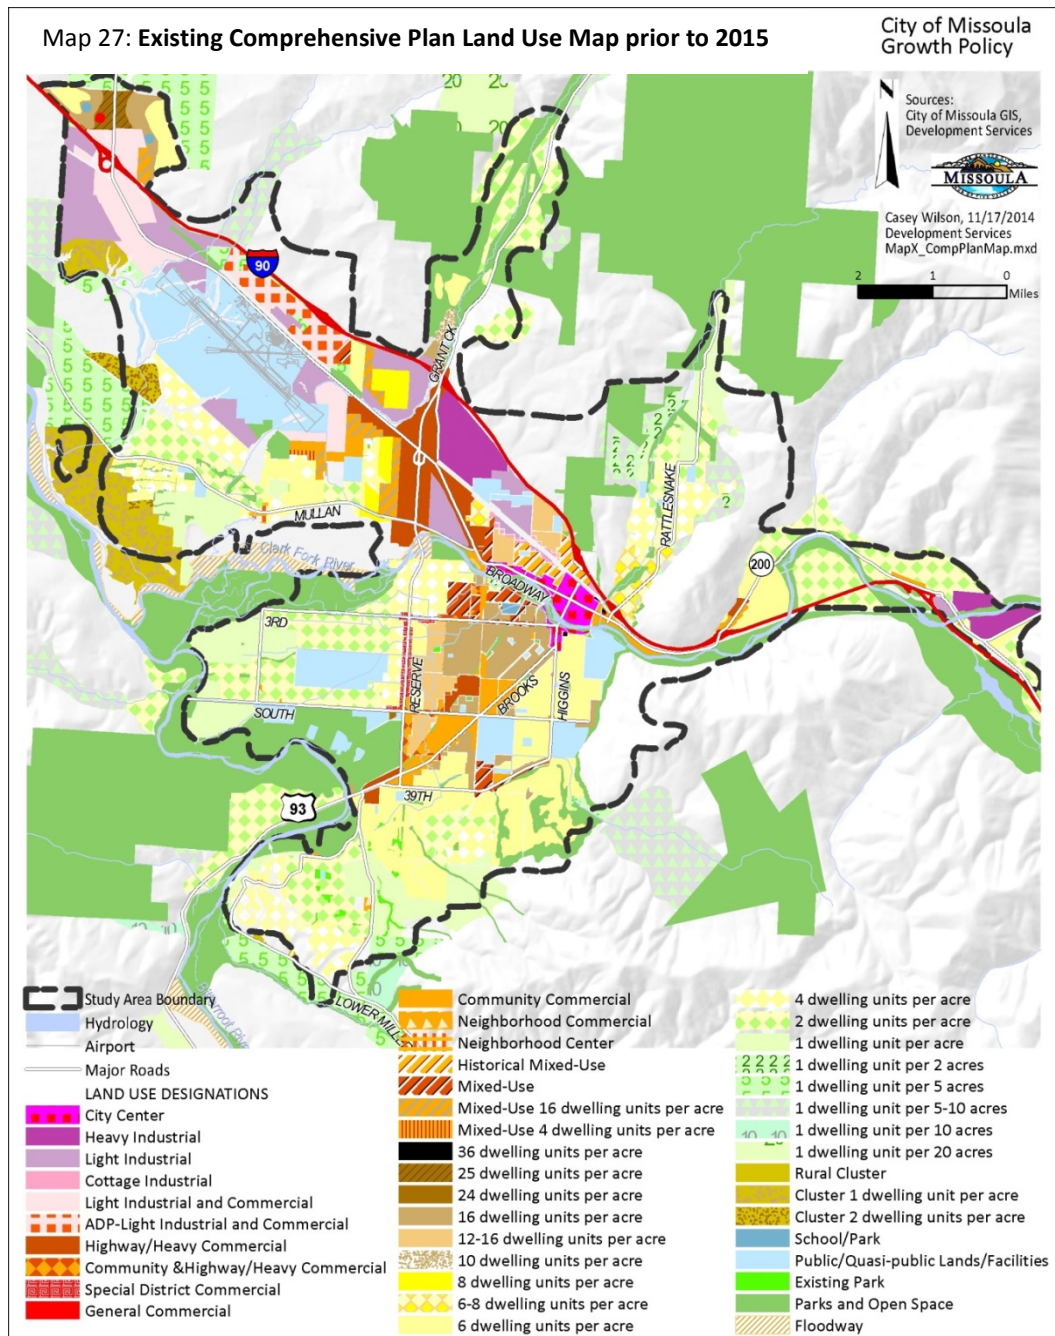 Map 27: Existing Comprehensive Plan Land Use Map prior to 2015
City of Missoula
Growth Policy
N
Sources:
City of Missoula GIS,
Development Services
MISSOULA
Casey Wilson, 11/17/2014
Development Services
MapX_CompPlanMap.mxd
2 1 0
Miles
90
GRANT CK
RATTLESNAKE
MULLAN
Clark Fork River
BROADWAY
200
3RD
RESERVE
BROOKS
HIGGINS
SOUTH
39TH
93
LOWER MILL
Study Area Boundary
Hydrology
Airport
Major Roads
LAND USE DESIGNATIONS
City Center
Heavy Industrial
Light Industrial
Cottage Industrial
Light Industrial and Commercial
ADP-Light Industrial and Commercial
Highway/Heavy Commercial
Community &Highway/Heavy Commercial
Special District Commercial
General Commercial
Community Commercial
Neighborhood Commercial
Neighborhood Center
Historical Mixed-Use
Mixed-Use
Mixed-Use 16 dwelling units per acre
Mixed-Use 4 dwelling units per acre
36 dwelling units per acre
25 dwelling units per acre
24 dwelling units per acre
16 dwelling units per acre
12-16 dwelling units per acre
10 dwelling units per acre
8 dwelling units per acre
6-8 dwelling units per acre
6 dwelling units per acre
4 dwelling units per acre
2 dwelling units per acre
1 dwelling unit per acre
1 dwelling unit per 2 acres
1 dwelling unit per 5 acres
1 dwelling unit per 5-10 acres
1 dwelling unit per 10 acres
1 dwelling unit per 20 acres
Rural Cluster
Cluster 1 dwelling unit per acre
Cluster 2 dwelling units per acre
School/Park
Public/Quasi-public Lands/Facilities
Existing Park
Parks and Open Space
Floodway